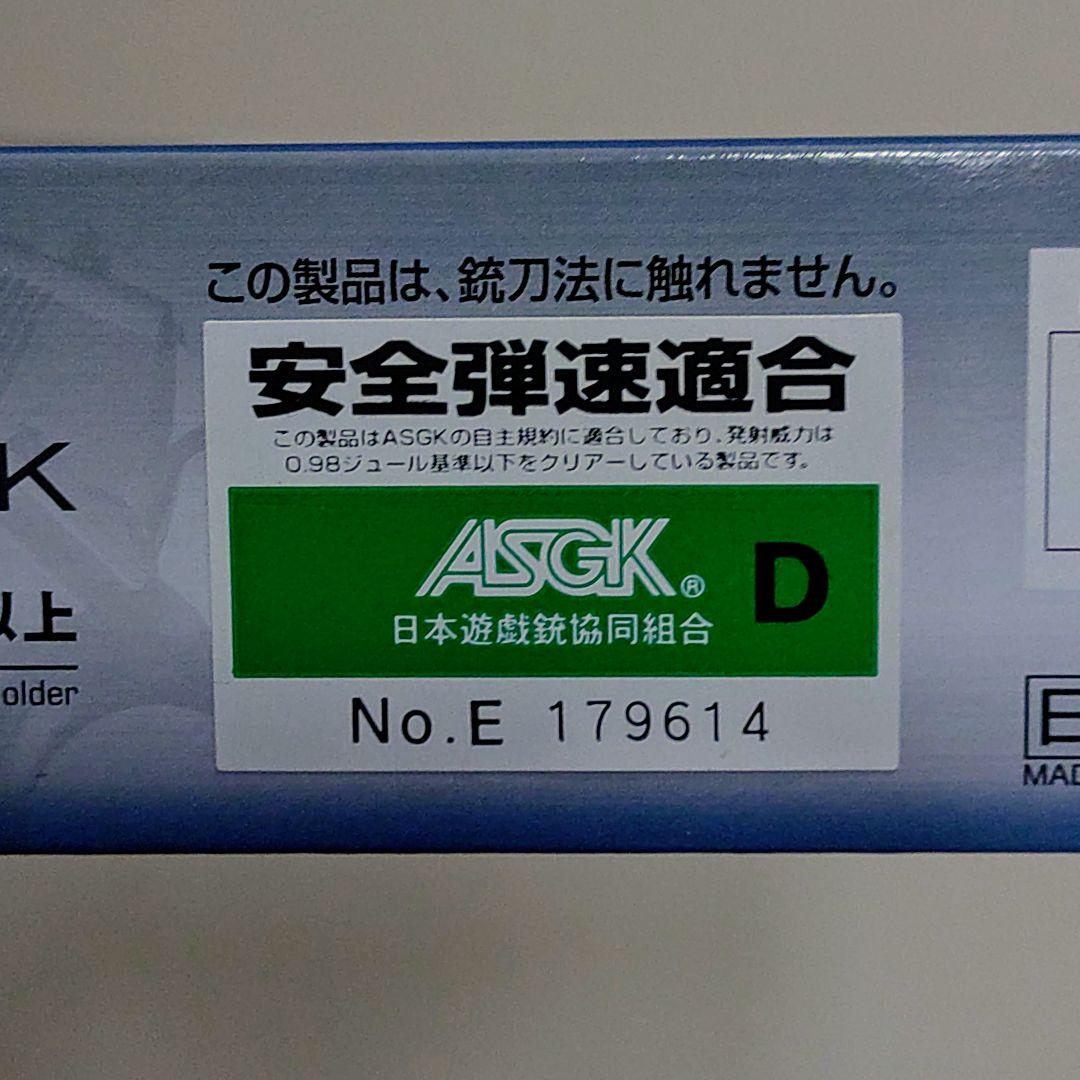 この製品は、銃刀法に触れません。
安全弾速適合
この製品はASGKの自主規約に適合しており、発射威力は
0.98ジュール基準以下をクリアーしている製品です。
ASGK®
D
日本遊戯銃協同組合
No.E 179614
K
以上
older
日
MAD